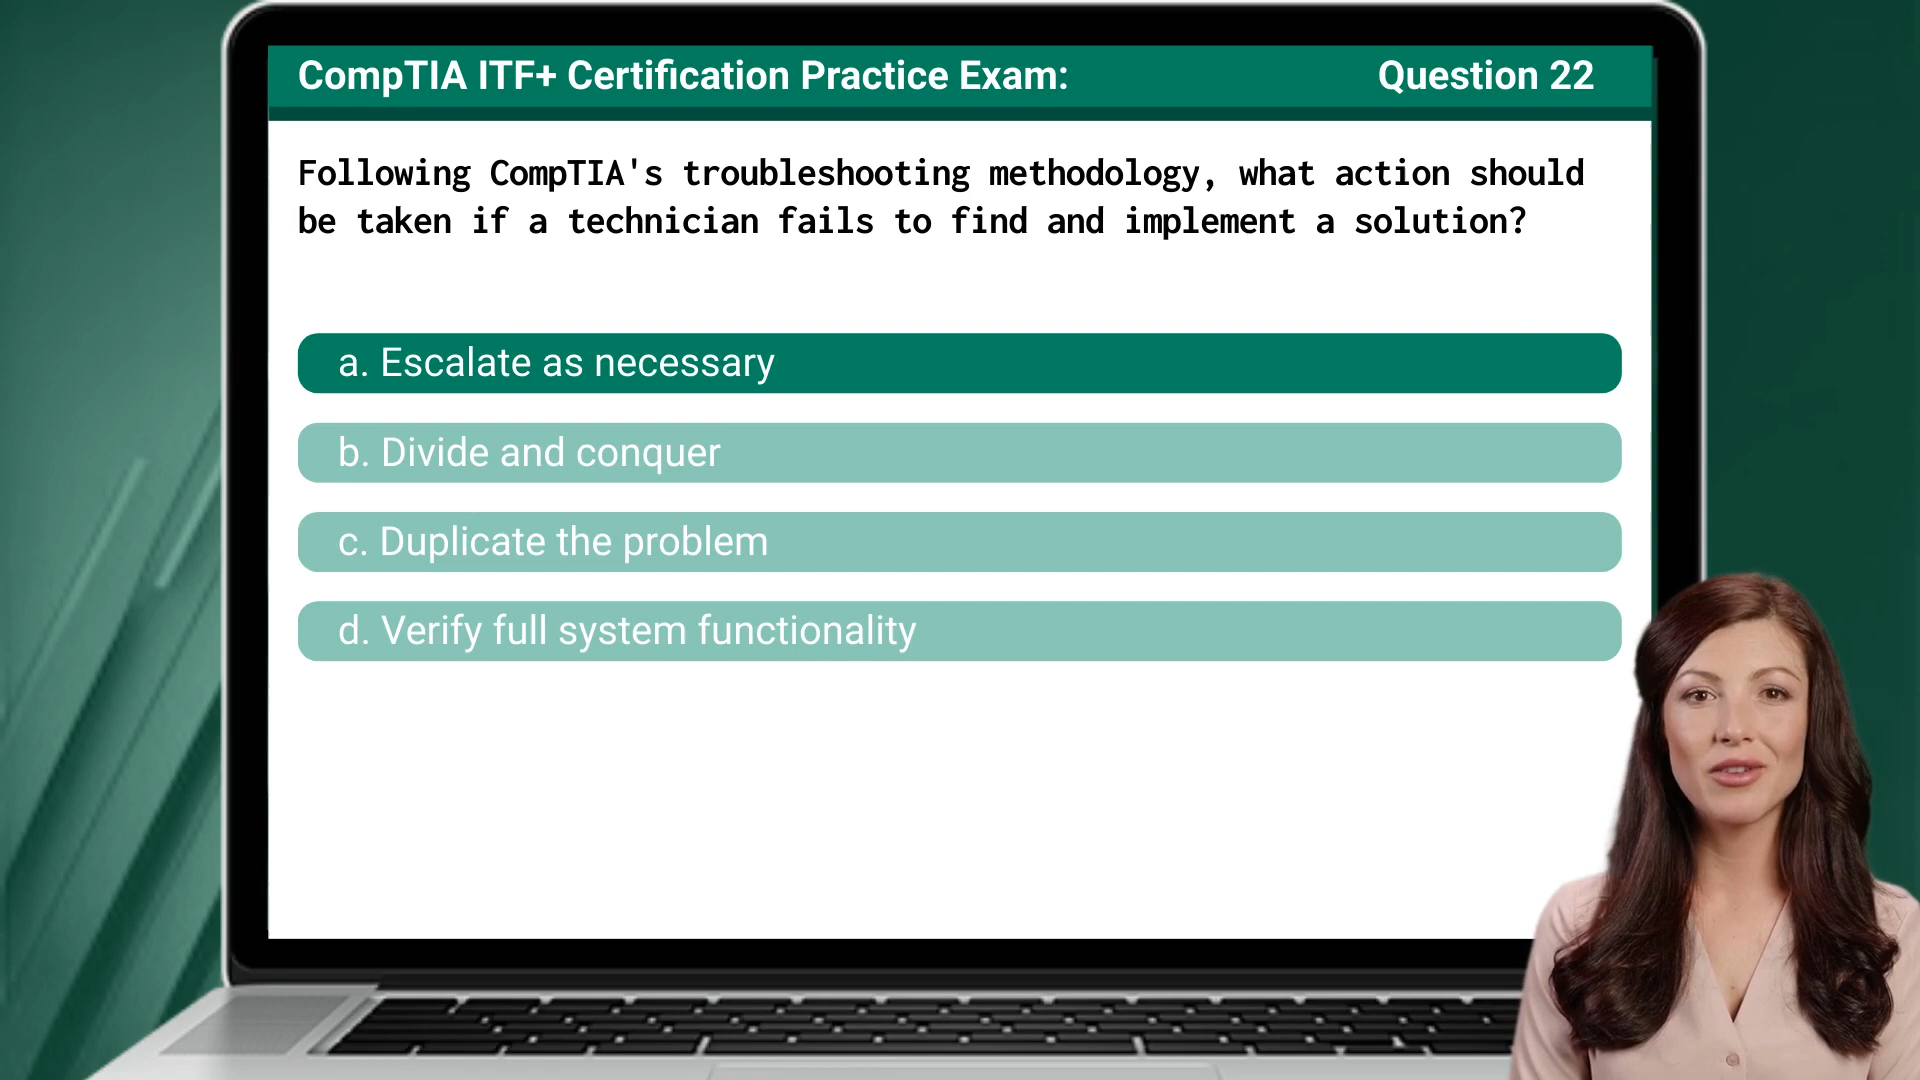 CompTIA ITF+ Certification Practice Exam:
Question 22
Following CompTIA's troubleshooting methodology, what action should
be taken if a technician fails to find and implement a solution?
a. Escalate as necessary
b. Divide and conquer
c. Duplicate the problem
d. Verify full system functionality